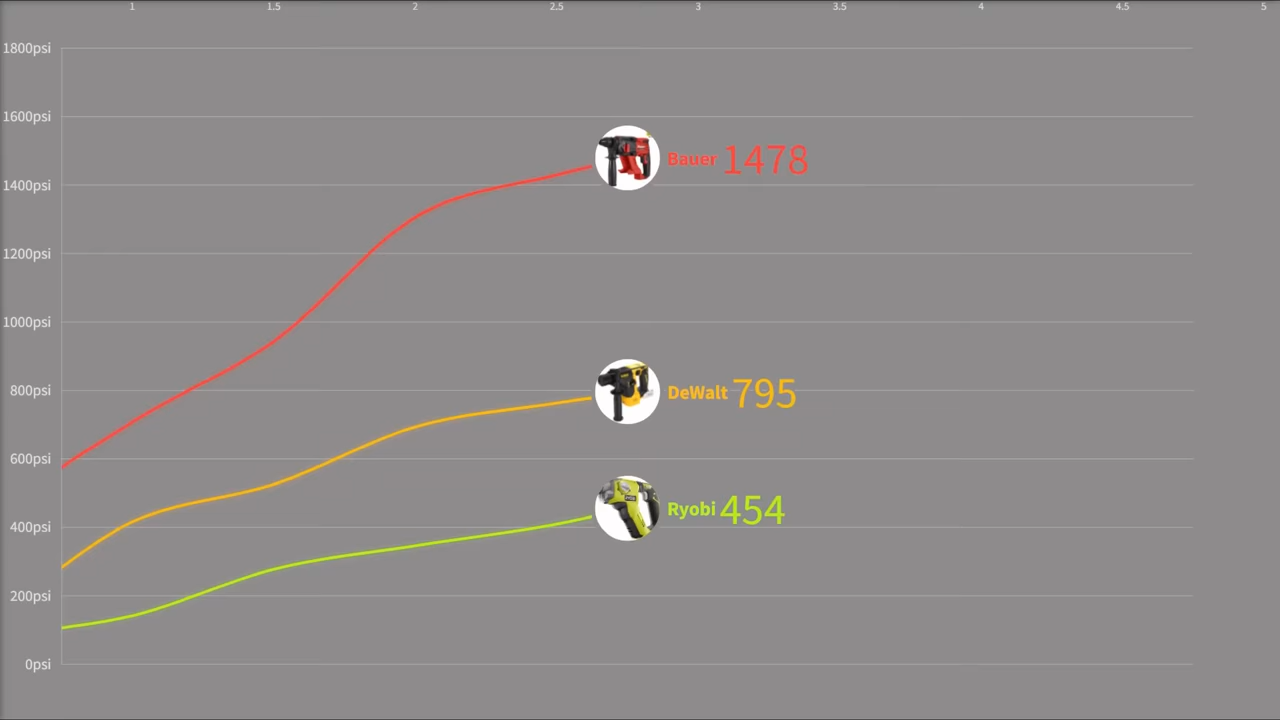 1 1.5 2 2.5 3 3.5 4 4.5 5
1800psi
1600psi
Bauer 1478
1400psi
1200psi
1000psi
800psi
DeWalt 795
600psi
Ryobi 454
400psi
200psi
0psi